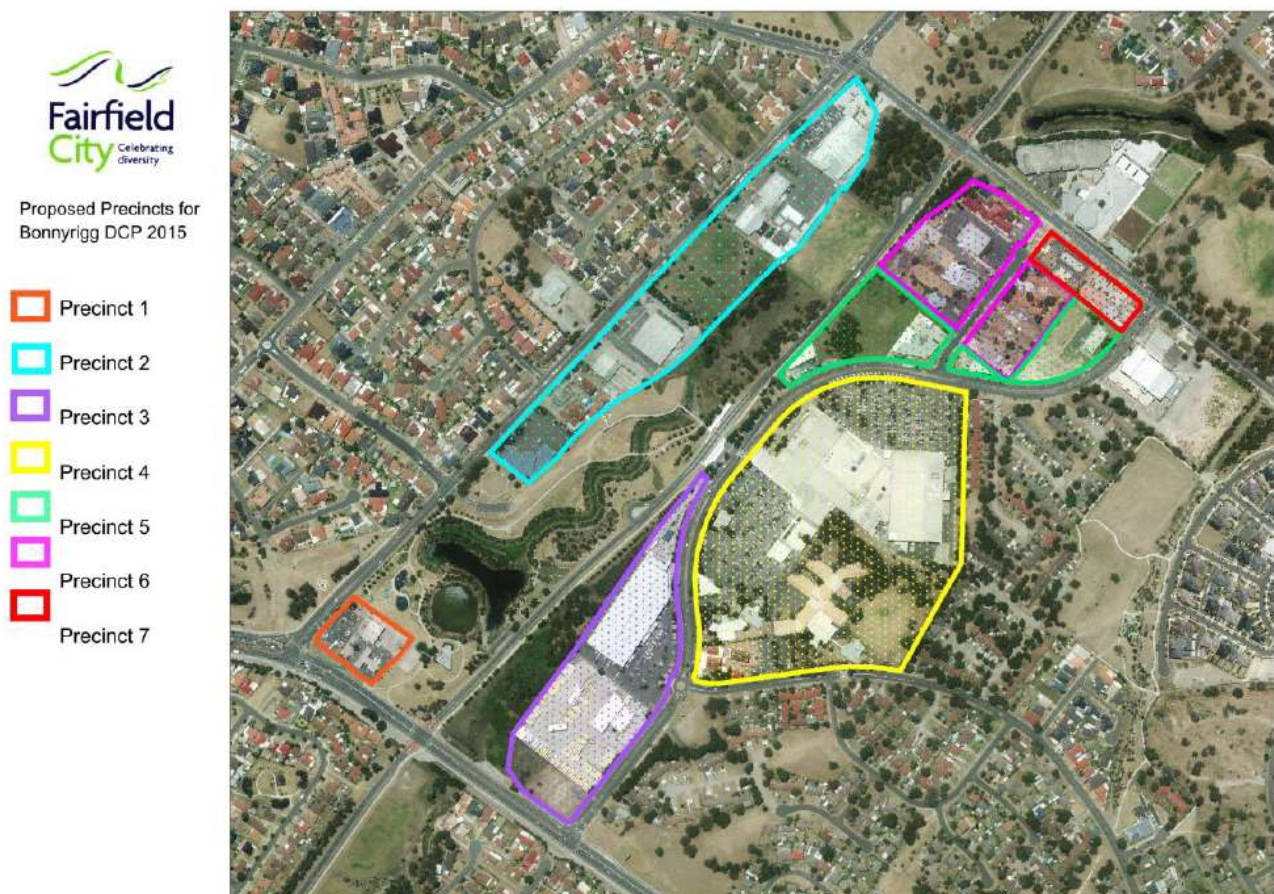 Fairfield
City Celebrating
diversity
Proposed Precincts for
Bonnyrigg DCP 2015
Precinct 1
Precinct 2
Precinct 3
Precinct 4
Precinct 5
Precinct 6
Precinct 7